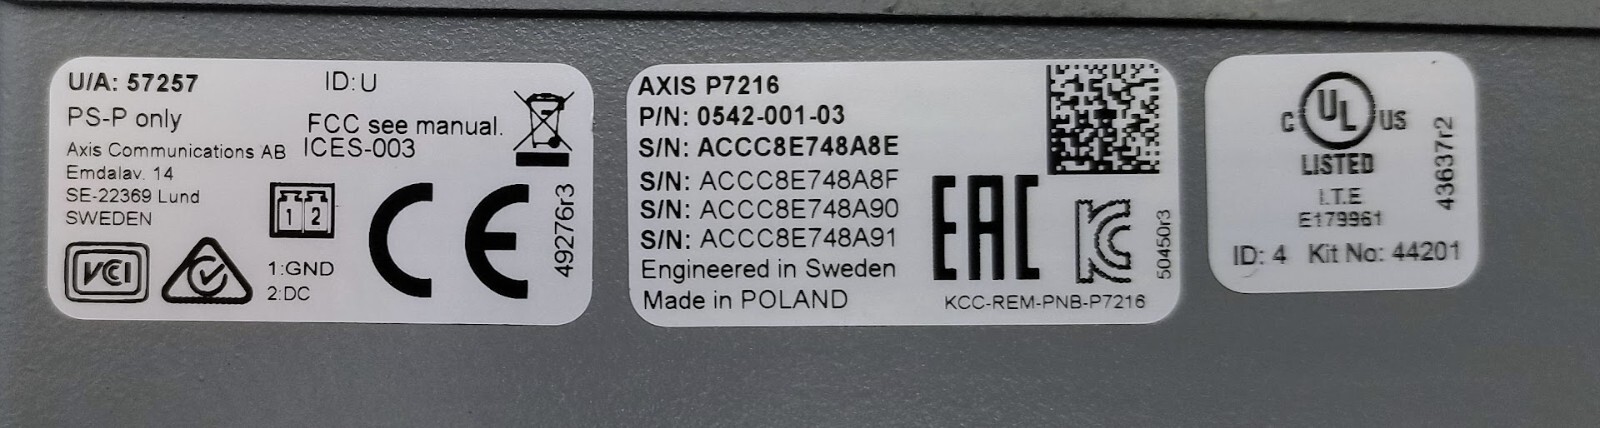 U/A: 57257 ID: U
PS-P only
FCC see manual.
ICES-003
Axis Communications AB
Emdalav. 14
SE-22369 Lund
SWEDEN
1 2
VCI
1:GND
2:DC
CE
49276r3
AXIS P7216
P/N: 0542-001-03
S/N: ACCC8E748A8E
S/N: ACCC8E748A8F
S/N: ACCC8E748A90
S/N: ACCC8E748A91
Engineered in Sweden
Made in POLAND
EAC
KC
KCC-REM-PNB-P7216
50450r3
C UL US
LISTED
I.T.E
E179961
ID: 4 Kit No: 44201
43637r2